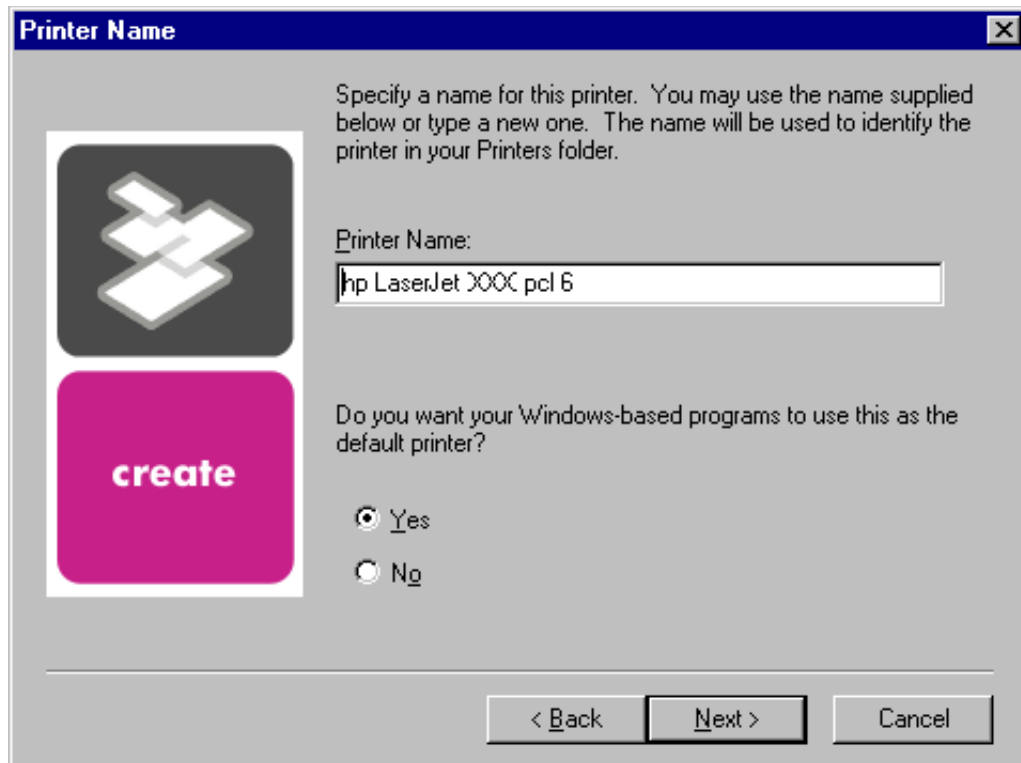 Printer Name
Specify a name for this printer.  You may use the name supplied
below or type a new one.  The name will be used to identify the
printer in your Printers folder.
Printer Name:
hp LaserJet XXXX pcl 6
Do you want your Windows-based programs to use this as the
default printer?
Yes
No
create
< Back
Next >
Cancel